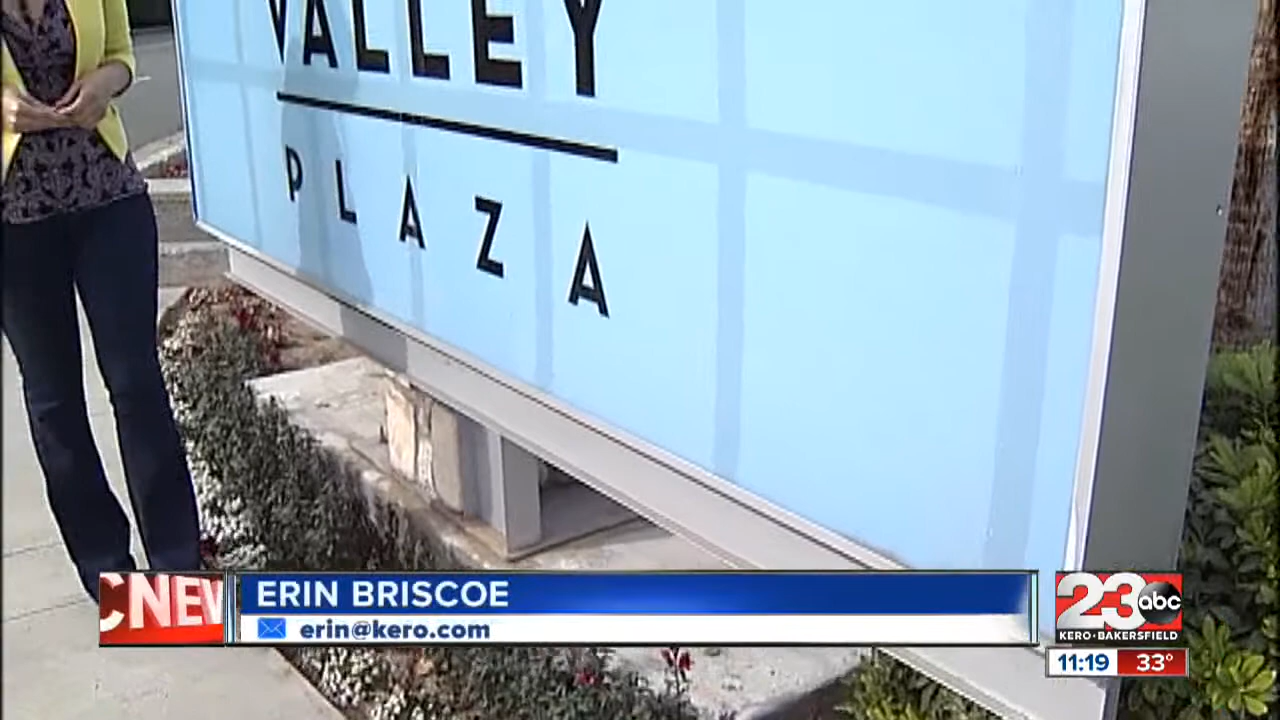 VALLEY
PLAZA
CNEW
ERIN BRISCOE
erin@kero.com
23 abc
KERO•BAKERSFIELD
11:19 33°